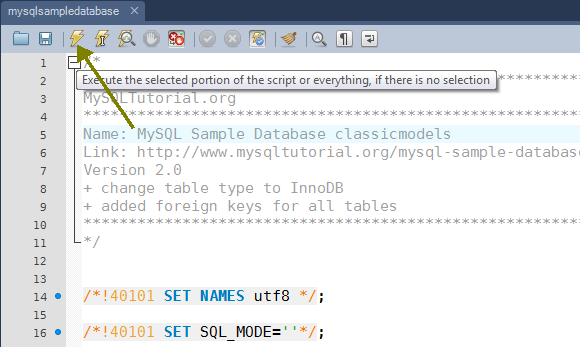 mysqlsampledatabase
1 /*
Execute the selected portion of the script or everything, if there is no selection
2 ****************************************************
3 MySQLTutorial.org
4 ****************************************************
5 Name: MySQL Sample Database classicmodels
6 Link: http://www.mysqltutorial.org/mysql-sample-databas
7 Version 2.0
8 + change table type to InnoDB
9 + added foreign keys for all tables
10 ****************************************************
11 */
12
13
14 /*!40101 SET NAMES utf8 */;
15
16 /*!40101 SET SQL_MODE=''*/;